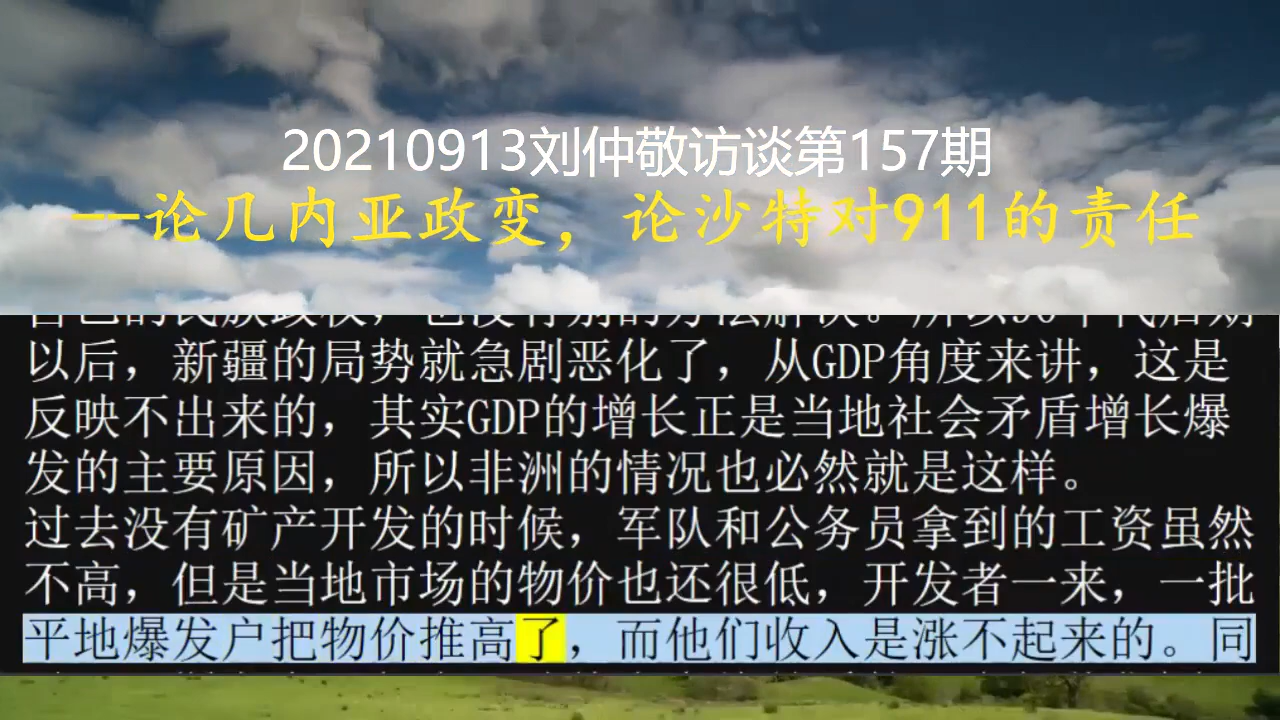 20210913刘仲敬访谈第157期
--论几内亚政变，论沙特对911的责任
以后，新疆的局势就急剧恶化了，从GDP角度来讲，这是
反映不出来的，其实GDP的增长正是当地社会矛盾增长爆
发的主要原因，所以非洲的情况也必然就是这样。
过去没有矿产开发的时候，军队和公务员拿到的工资虽然
不高，但是当地市场的物价也还很低，开发者一来，一批
平地爆发户把物价推高了，而他们收入是涨不起来的。同